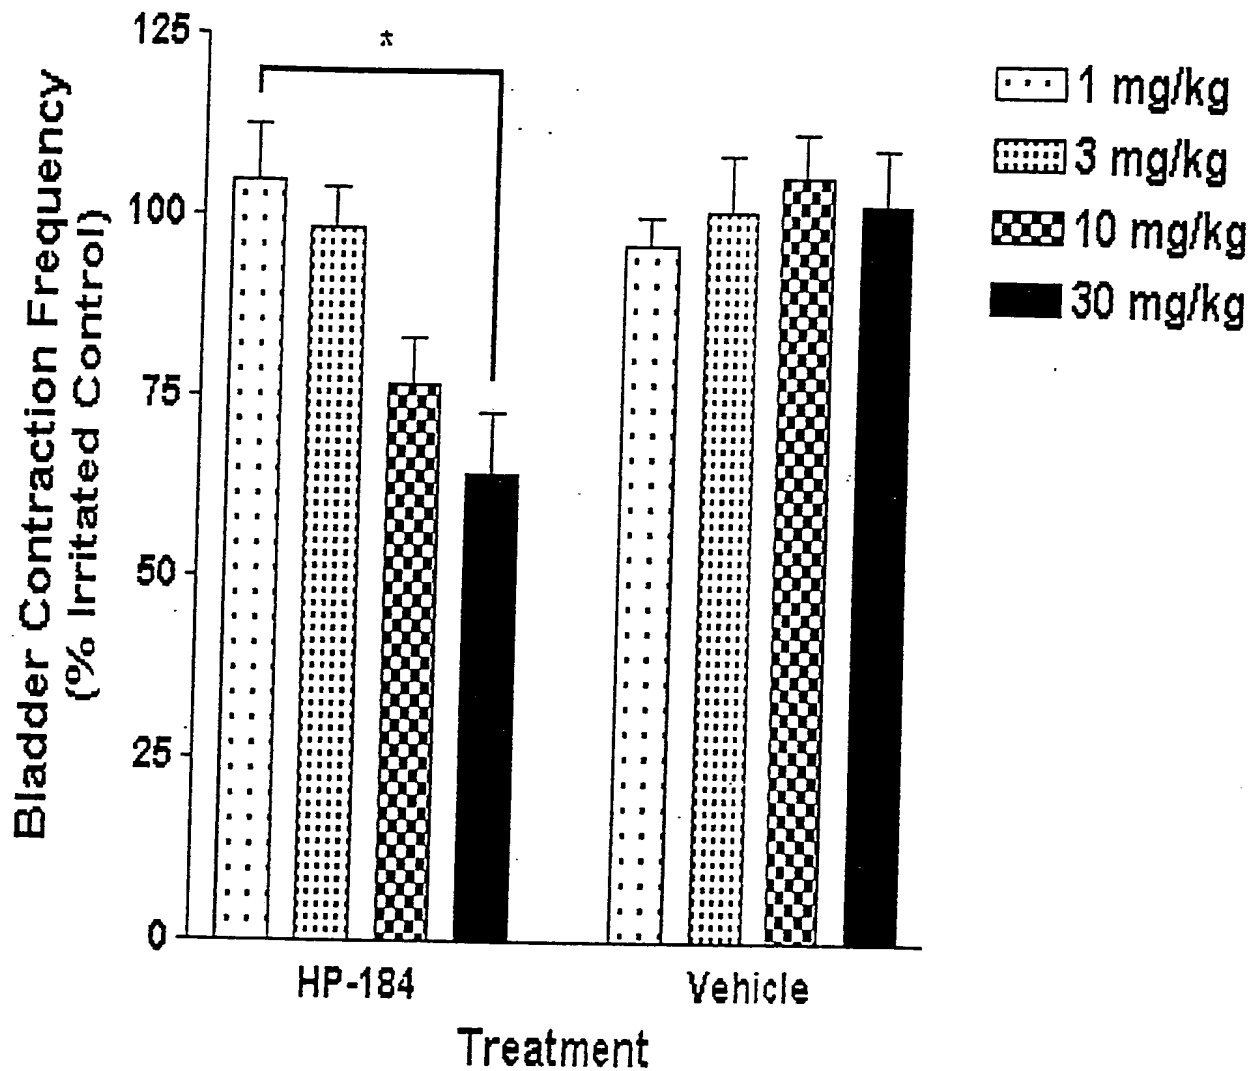 125
100
75
50
25
0
Bladder Contraction Frequency
(% Irritated Control)
*
1 mg/kg
3 mg/kg
10 mg/kg
30 mg/kg
HP-184
Vehicle
Treatment